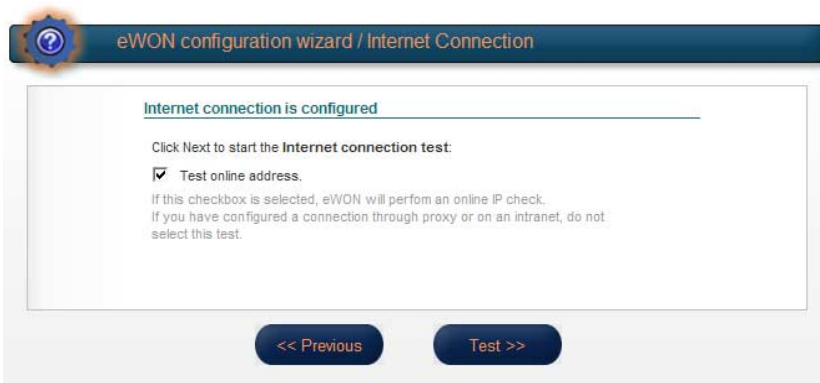 eWON configuration wizard / Internet Connection
Internet connection is configured
Click Next to start the Internet connection test:
Test online address.
If this checkbox is selected, eWON will perfom an online IP check.
If you have configured a connection through proxy or on an intranet, do not
select this test.
<< Previous
Test >>